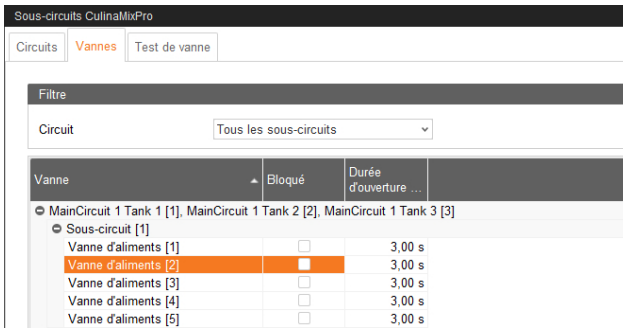 Sous-circuits CulinaMixPro
Circuits Vannes Test de vanne
Filtre
Circuit Tous les sous-circuits
Vanne Bloqué Durée
d'ouverture ...
MainCircuit 1 Tank 1 [1], MainCircuit 1 Tank 2 [2], MainCircuit 1 Tank 3 [3]
Sous-circuit [1]
Vanne d'aliments [1] 3,00 s
Vanne d'aliments [2] 3,00 s
Vanne d'aliments [3] 3,00 s
Vanne d'aliments [4] 3,00 s
Vanne d'aliments [5] 3,00 s